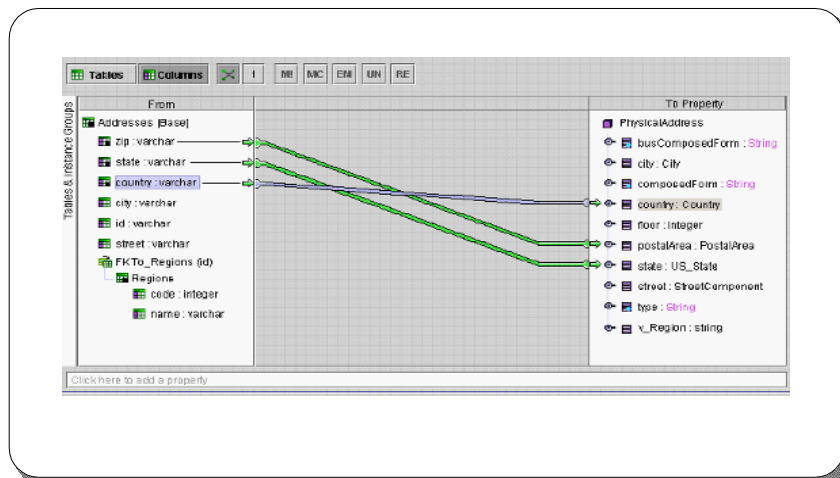 Tables
Columns
1
M!
MC
EM
UN
RE
Tables & Instance Groups
From
Addresses [Base]
zip : varchar
state : varchar
country : varchar
city : varchar
id : varchar
street : varchar
FKTo_Regions (id)
Regions
code : integer
name : varchar
To Property
PhysicalAddress
busComposedForm : String
city : City
composedForm : String
country : Country
floor : Integer
postalArea : PostalArea
state : US_State
street : StreetComponent
type : String
v_Region : string
Click here to add a property